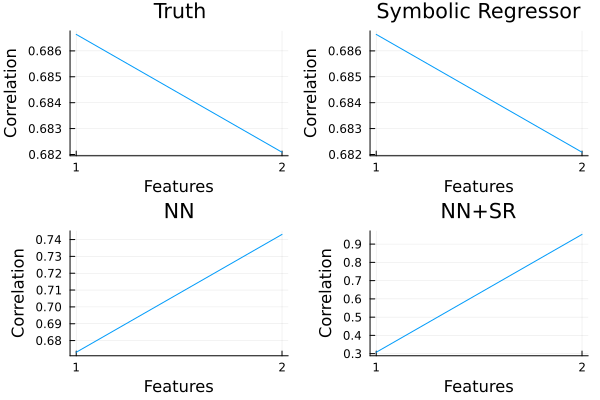 Truth
Correlation
0.686
0.685
0.684
0.683
0.682
1
2
Features
Symbolic Regressor
Correlation
0.686
0.685
0.684
0.683
0.682
1
2
Features
NN
Correlation
0.74
0.73
0.72
0.71
0.70
0.69
0.68
1
2
Features
NN+SR
Correlation
0.9
0.8
0.7
0.6
0.5
0.4
0.3
1
2
Features